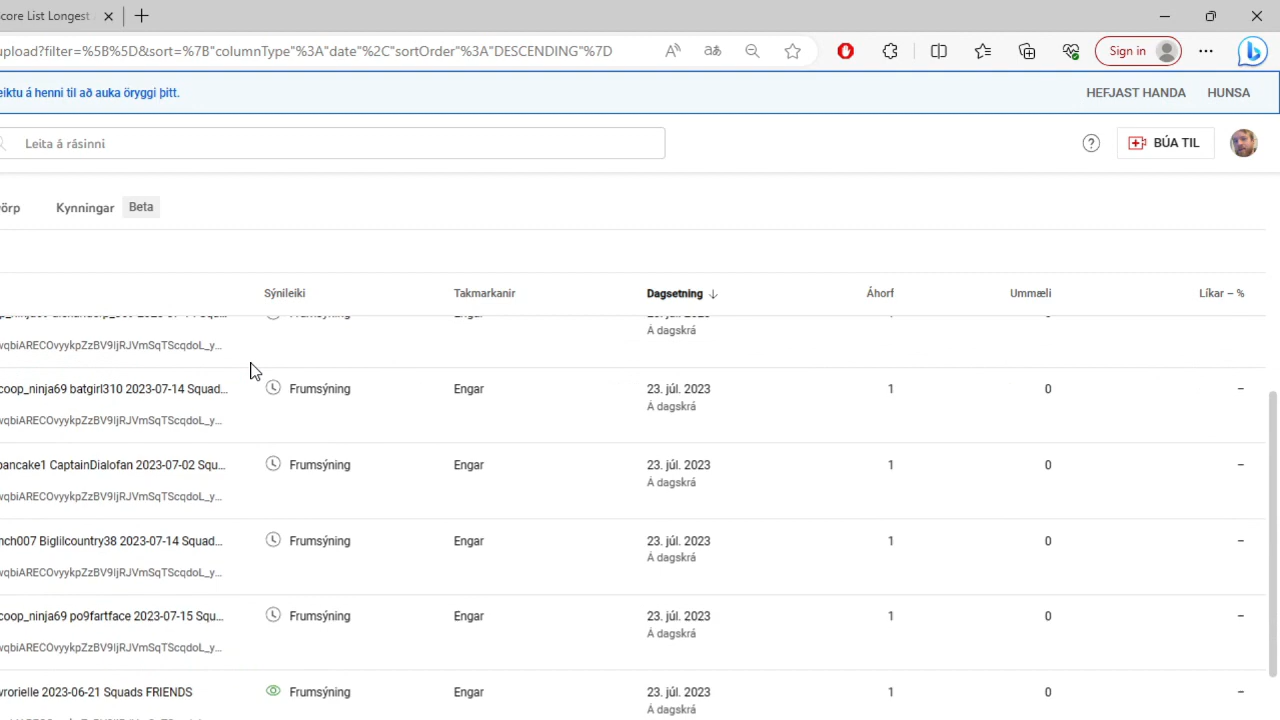 core List Longest
upload?filter=%5B%5D&sort=%7B"columnType"%3A"date"%2C"sortOrder"%3A"DESCENDING"%7D
Sign in
eiktu á henni til að auka öryggi þitt.
HEFJAST HANDA
HUNSA
Leita á rásinni
BÚA TIL
örp
Kynningar
Beta
Sýnileiki Takmarkanir Dagsetning Áhorf Ummæli Líkar – %
Á dagskrá
wqbiARECOvyykpZzBV9IjRJVmSqTScqdoL_y...
coop_ninja69 batgirl310 2023-07-14 Squad... Frumsýning Engar 23. júl. 2023 1 0 –
Á dagskrá
wqbiARECOvyykpZzBV9IjRJVmSqTScqdoL_y...
pancake1 CaptainDialofan 2023-07-02 Squ... Frumsýning Engar 23. júl. 2023 1 0 –
Á dagskrá
wqbiARECOvyykpZzBV9IjRJVmSqTScqdoL_y...
nch007 Biglilcountry38 2023-07-14 Squad... Frumsýning Engar 23. júl. 2023 1 0 –
Á dagskrá
wqbiARECOvyykpZzBV9IjRJVmSqTScqdoL_y...
coop_ninja69 po9fartface 2023-07-15 Squ... Frumsýning Engar 23. júl. 2023 1 0 –
Á dagskrá
wqbiARECOvyykpZzBV9IjRJVmSqTScqdoL_y...
vrorielle 2023-06-21 Squads FRIENDS Frumsýning Engar 23. júl. 2023 1 0 –
Á dagskrá